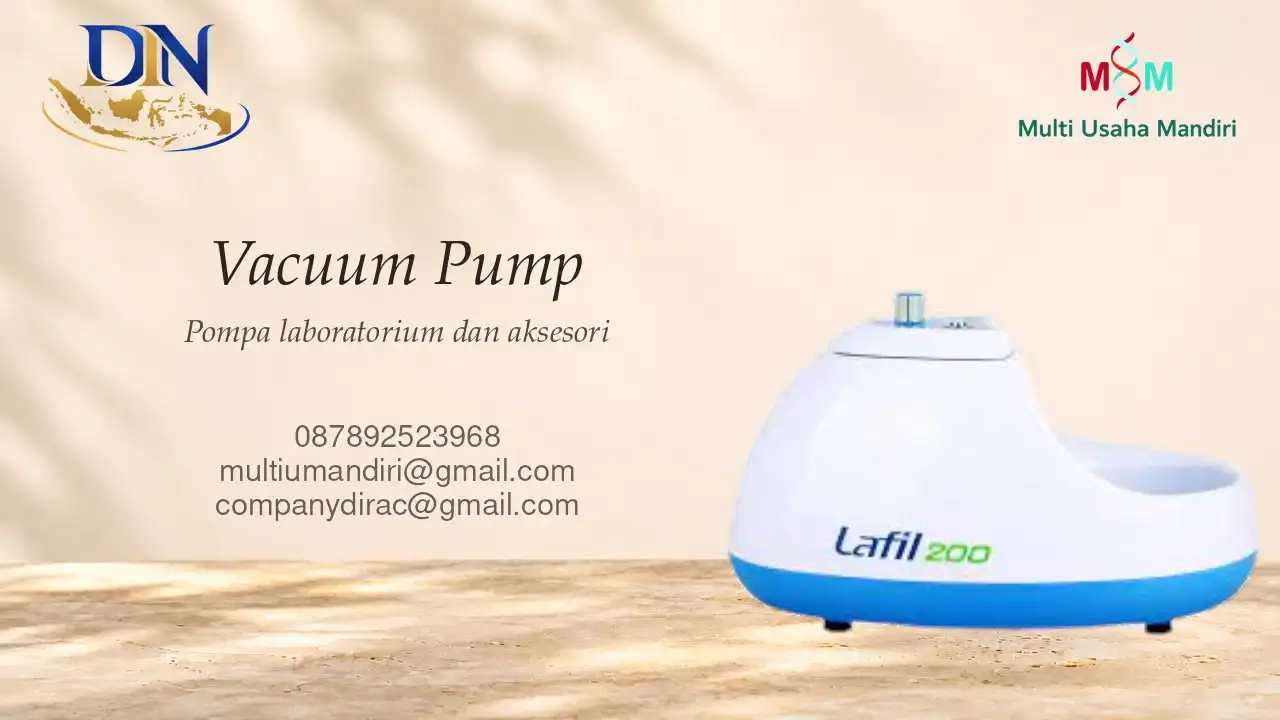 DN
MSM
Multi Usaha Mandiri
Vacuum Pump
Pompa laboratorium dan aksesori
087892523968
multiumandiri@gmail.com
companydirac@gmail.com
Lafil 200